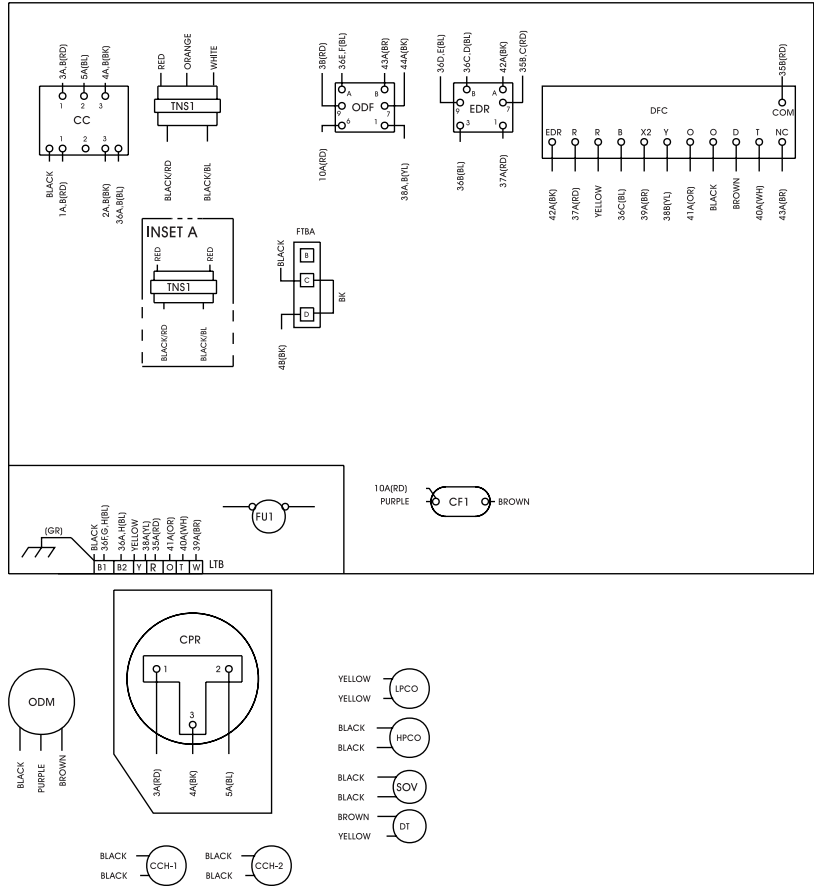 3A,B(RD)
5A(BL)
4A,B(BK)
1 2 3
CC
1 2 3
BLACK
1A,B(RD)
2A,B(BK)
36A,B(BL)
RED
ORANGE
WHITE
TNS1
BLACK/RD
BLACK/BL
3B(RD)
36E,F(BL)
43A(BR)
44A(BK)
A B
9 ODF 7
6 1
10A(RD)
38A,B(YL)
36D,E(BL)
36C,D(BL)
42A(BK)
35B,C(RD)
B A
9 EDR 7
3 1
36B(BL)
37A(RD)
35B(RD)
DFC
COM
EDR R R B X2 Y O O D T NC
42A(BK)
37A(RD)
YELLOW
36C(BL)
39A(BR)
38B(YL)
41A(OR)
BLACK
BROWN
40A(WH)
43A(BR)
INSET A
RED
RED
TNS1
BLACK/RD
BLACK/BL
FTBA
BLACK
B
C
D
BK
4B(BK)
10A(RD)
PURPLE
CF1
BROWN
FU1
(GR)
BLACK
36F,G,H(BL)
36A,H(BL)
YELLOW
38A(YL)
35A(RD)
41A(OR)
40A(WH)
39A(BR)
B1 B2 Y R O T W LTB
CPR
1 2
3
3A(RD)
4A(BK)
5A(BL)
ODM
BLACK
PURPLE
BROWN
YELLOW
YELLOW
LPCO
BLACK
BLACK
HPCO
BLACK
BLACK
SOV
BROWN
YELLOW
DT
BLACK
BLACK
CCH-1
BLACK
BLACK
CCH-2